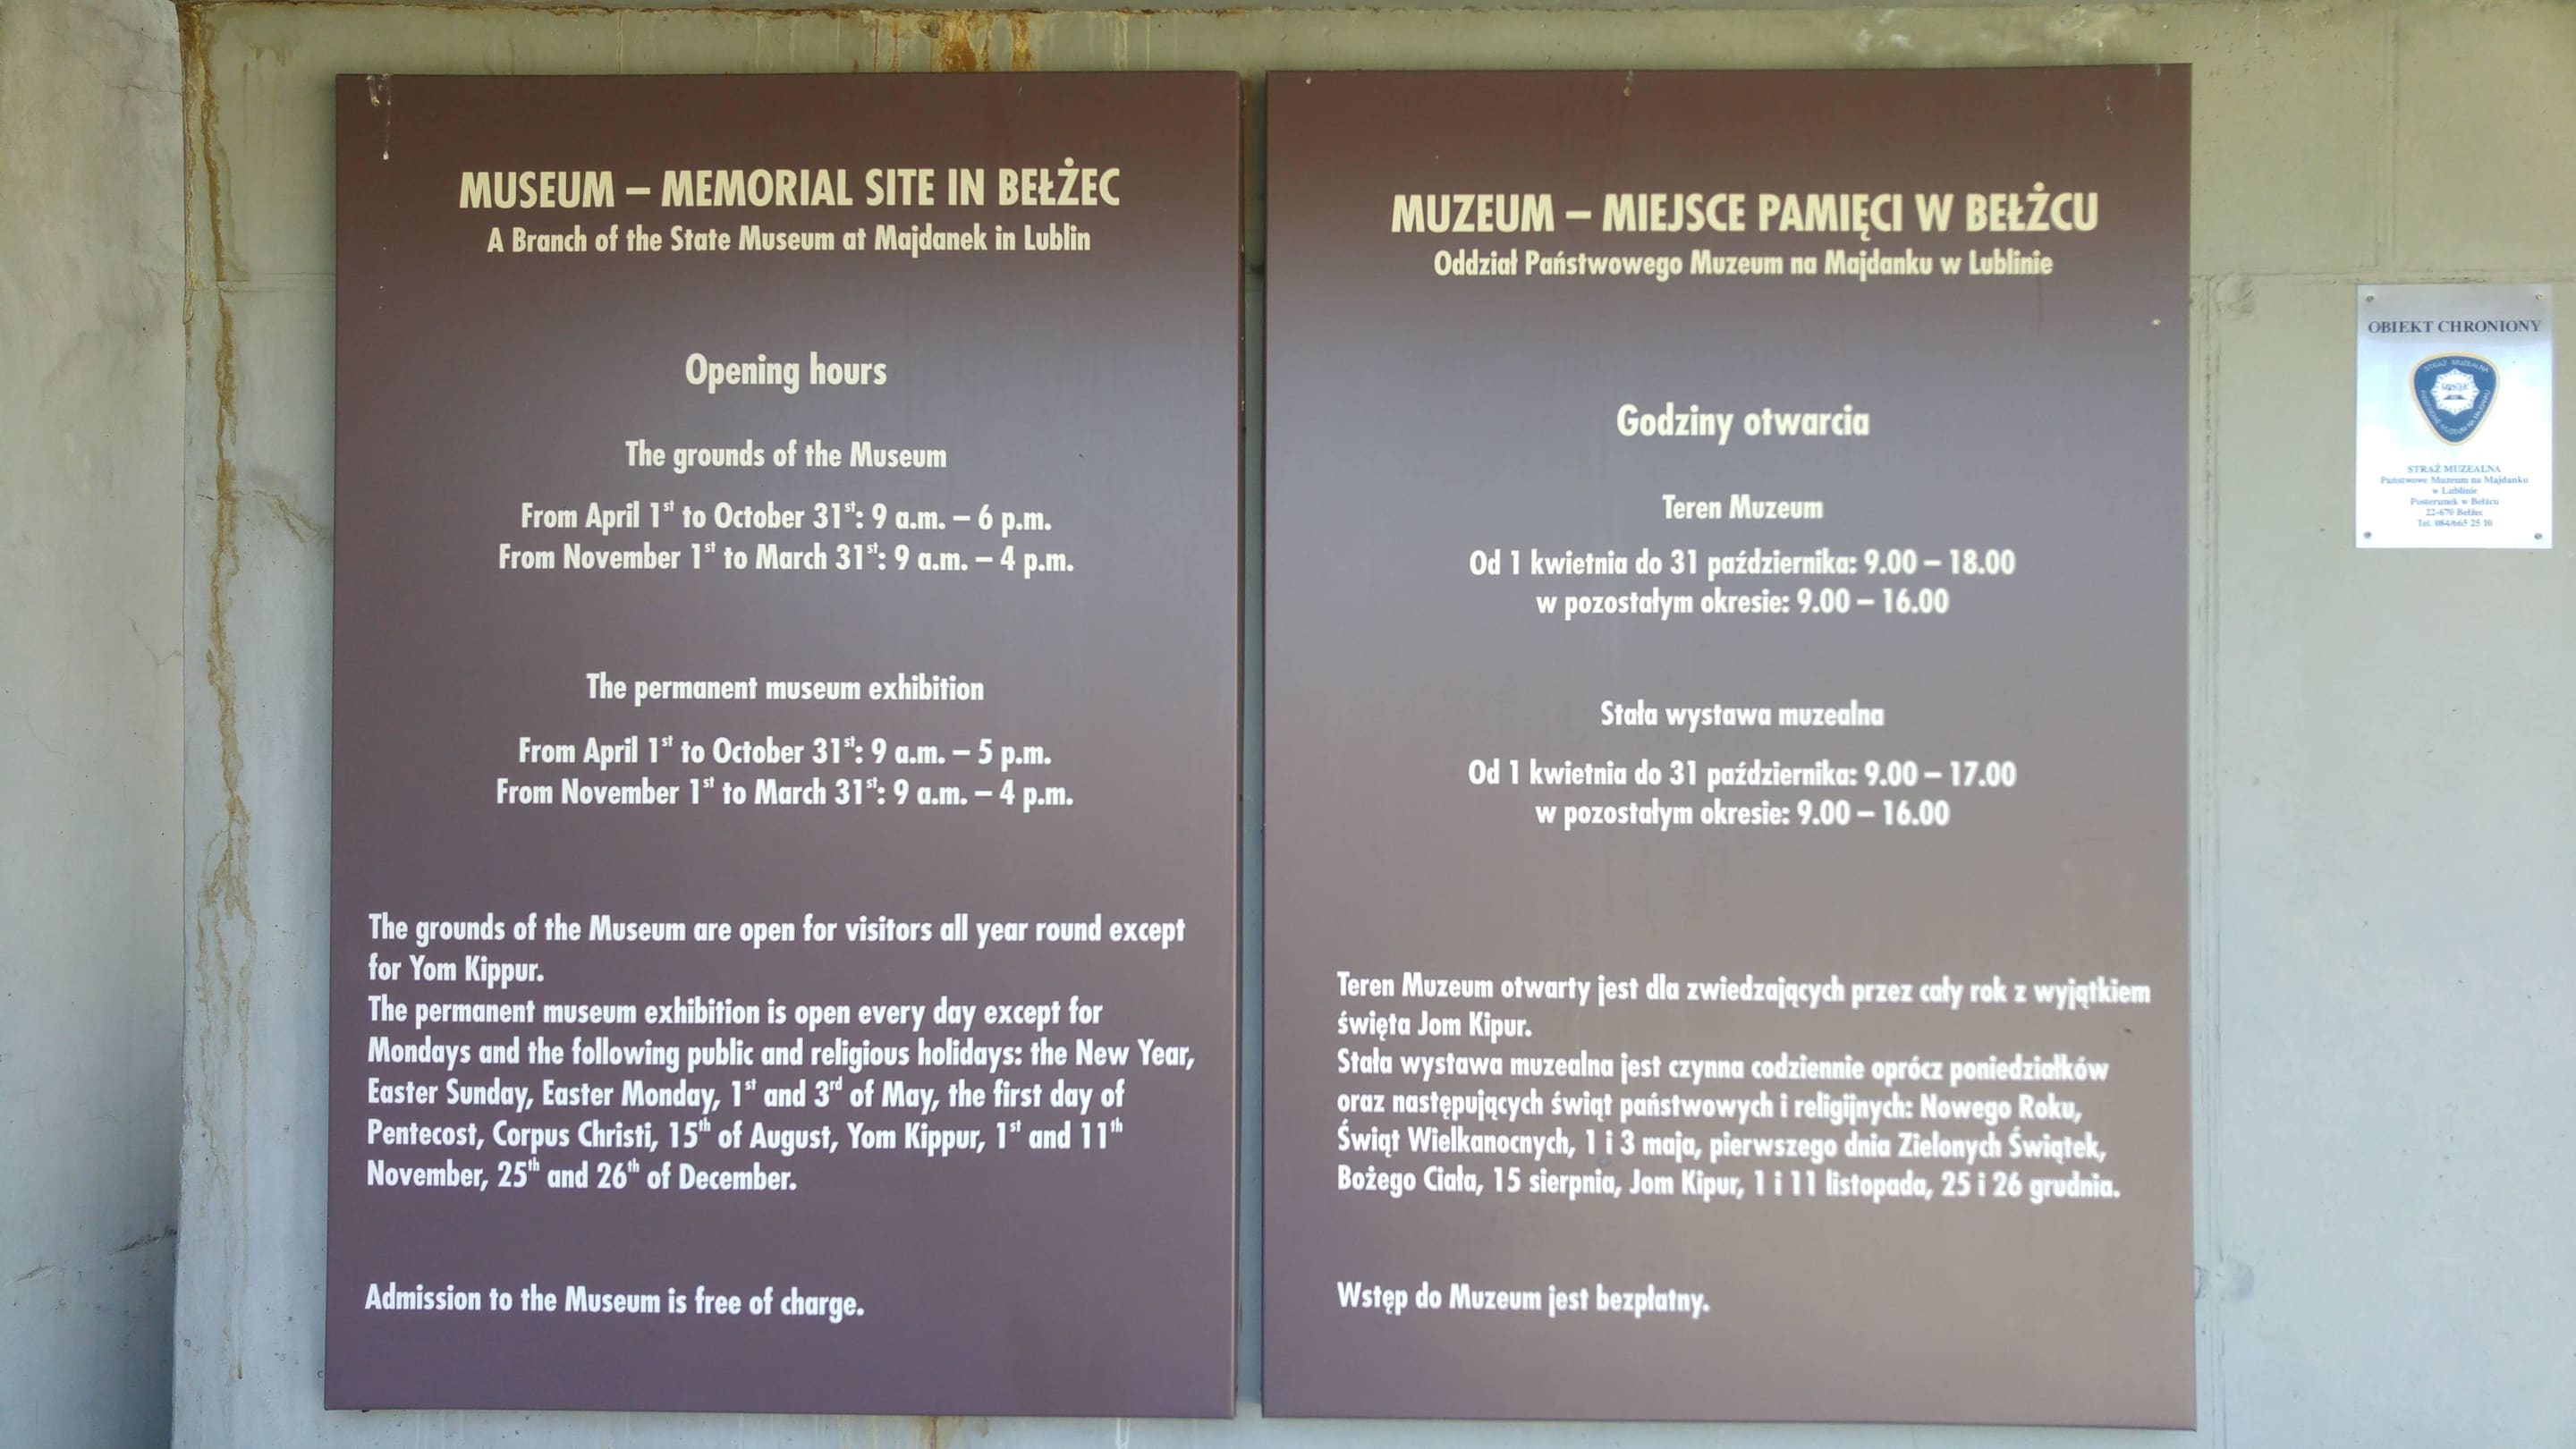 MUSEUM – MEMORIAL SITE IN BEŁŻEC
A Branch of the State Museum at Majdanek in Lublin
Opening hours
The grounds of the Museum
From April 1st to October 31st: 9 a.m. – 6 p.m.
From November 1st to March 31st: 9 a.m. – 4 p.m.
The permanent museum exhibition
From April 1st to October 31st: 9 a.m. – 5 p.m.
From November 1st to March 31st: 9 a.m. – 4 p.m.
The grounds of the Museum are open for visitors all year round except
for Yom Kippur.
The permanent museum exhibition is open every day except for
Mondays and the following public and religious holidays: the New Year,
Easter Sunday, Easter Monday, 1st and 3rd of May, the first day of
Pentecost, Corpus Christi, 15th of August, Yom Kippur, 1st and 11th
November, 25th and 26th of December.
Admission to the Museum is free of charge.
MUZEUM – MIEJSCE PAMIĘCI W BEŁŻCU
Oddział Państwowego Muzeum na Majdanku w Lublinie
Godziny otwarcia
Teren Muzeum
Od 1 kwietnia do 31 października: 9.00 – 18.00
w pozostałym okresie: 9.00 – 16.00
Stała wystawa muzealna
Od 1 kwietnia do 31 października: 9.00 – 17.00
w pozostałym okresie: 9.00 – 16.00
Teren Muzeum otwarty jest dla zwiedzających przez cały rok z wyjątkiem
święta Jom Kipur.
Stała wystawa muzealna jest czynna codziennie oprócz poniedziałków
oraz następujących świąt państwowych i religijnych: Nowego Roku,
Świąt Wielkanocnych, 1 i 3 maja, pierwszego dnia Zielonych Świątek,
Bożego Ciała, 15 sierpnia, Jom Kipur, 1 i 11 listopada, 25 i 26 grudnia.
Wstęp do Muzeum jest bezpłatny.
OBIEKT CHRONIONY
STRAŻ MUZEALNA
PAŃSTWOWE MUZEUM NA MAJDANKU
STRAŻ MUZEALNA
Państwowe Muzeum na Majdanku
w Lublinie
Posterunek w Bełżcu
22-670 Bełżec
Tel. 084/665 25 10